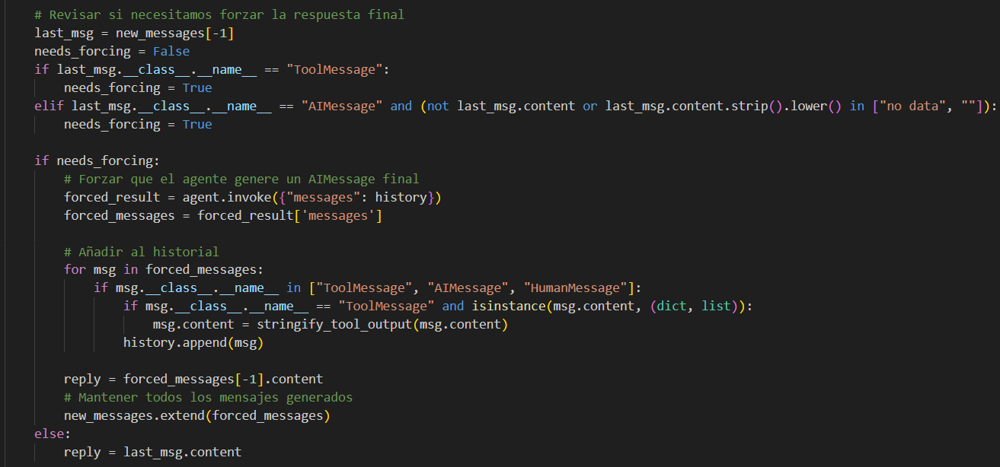 # Revisar si necesitamos forzar la respuesta final
last_msg = new_messages[-1]
needs_forcing = False
if last_msg.__class__.__name__ == "ToolMessage":
    needs_forcing = True
elif last_msg.__class__.__name__ == "AIMessage" and (not last_msg.content or last_msg.content.strip().lower() in ["no data", ""]):
    needs_forcing = True

if needs_forcing:
    # Forzar que el agente genere un AIMessage final
    forced_result = agent.invoke({"messages": history})
    forced_messages = forced_result['messages']

    # Añadir al historial
    for msg in forced_messages:
        if msg.__class__.__name__ in ["ToolMessage", "AIMessage", "HumanMessage"]:
            if msg.__class__.__name__ == "ToolMessage" and isinstance(msg.content, (dict, list)):
                msg.content = stringify_tool_output(msg.content)
            history.append(msg)

    reply = forced_messages[-1].content
    # Mantener todos los mensajes generados
    new_messages.extend(forced_messages)
else:
    reply = last_msg.content